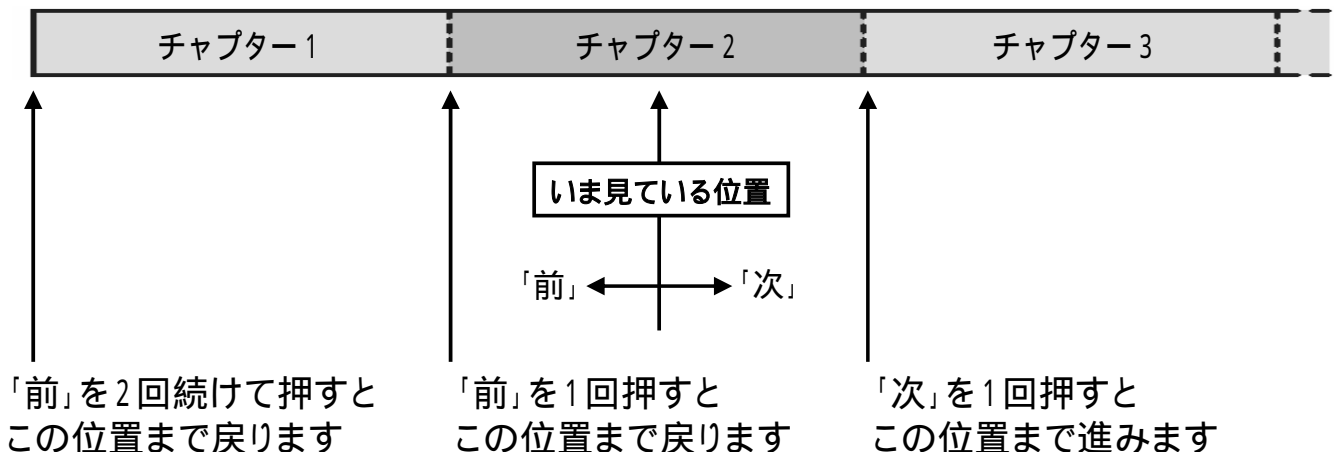 チャプター1
チャプター2
チャプター3
いま見ている位置
「前」
「次」
「前」を2回続けて押すと
この位置まで戻ります
「前」を1回押すと
この位置まで戻ります
「次」を1回押すと
この位置まで進みます